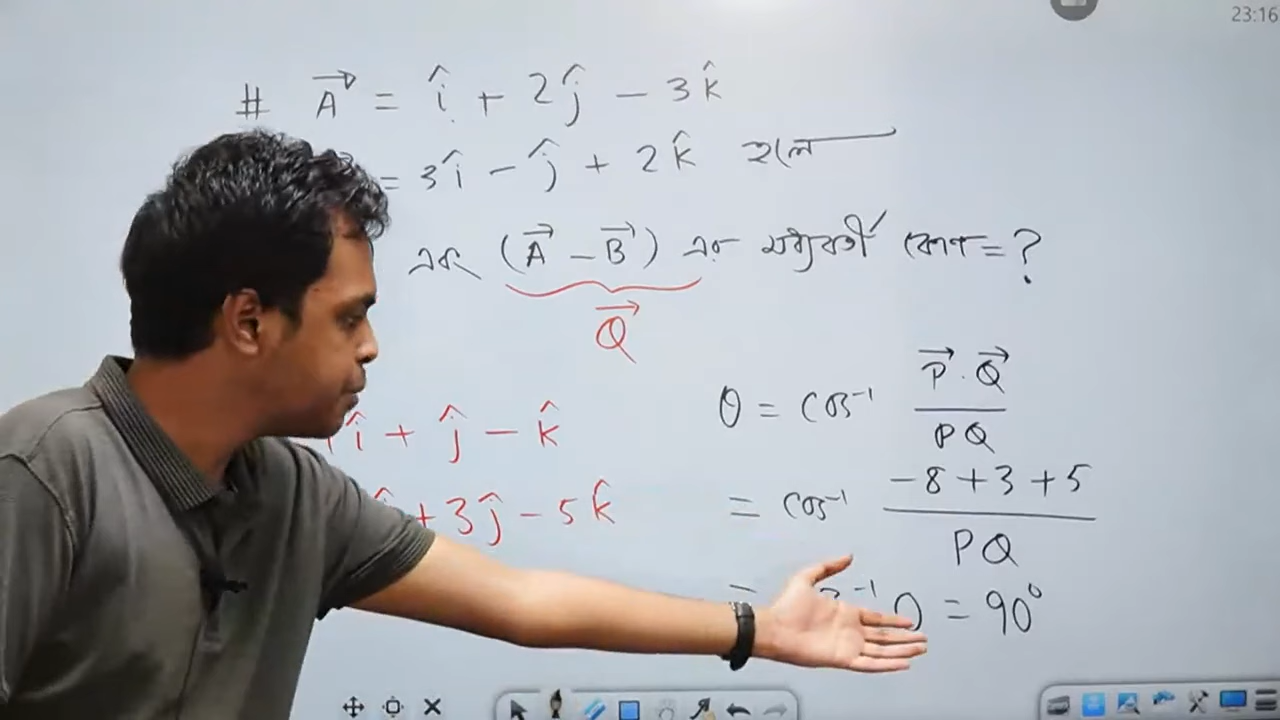 23:16
# A⃗ = î + 2ĵ − 3k̂
= 3î − ĵ + 2k̂ হলে
এবং (A⃗ − B⃗) এর মধ্যবর্তী কোণ = ?
Q⃗
î + ĵ − k̂
+ 3ĵ − 5k̂
θ = cos⁻¹ P⃗ . Q⃗ / PQ
= cos⁻¹ −8 + 3 + 5 / PQ
= ⁻¹ 0 = 90°